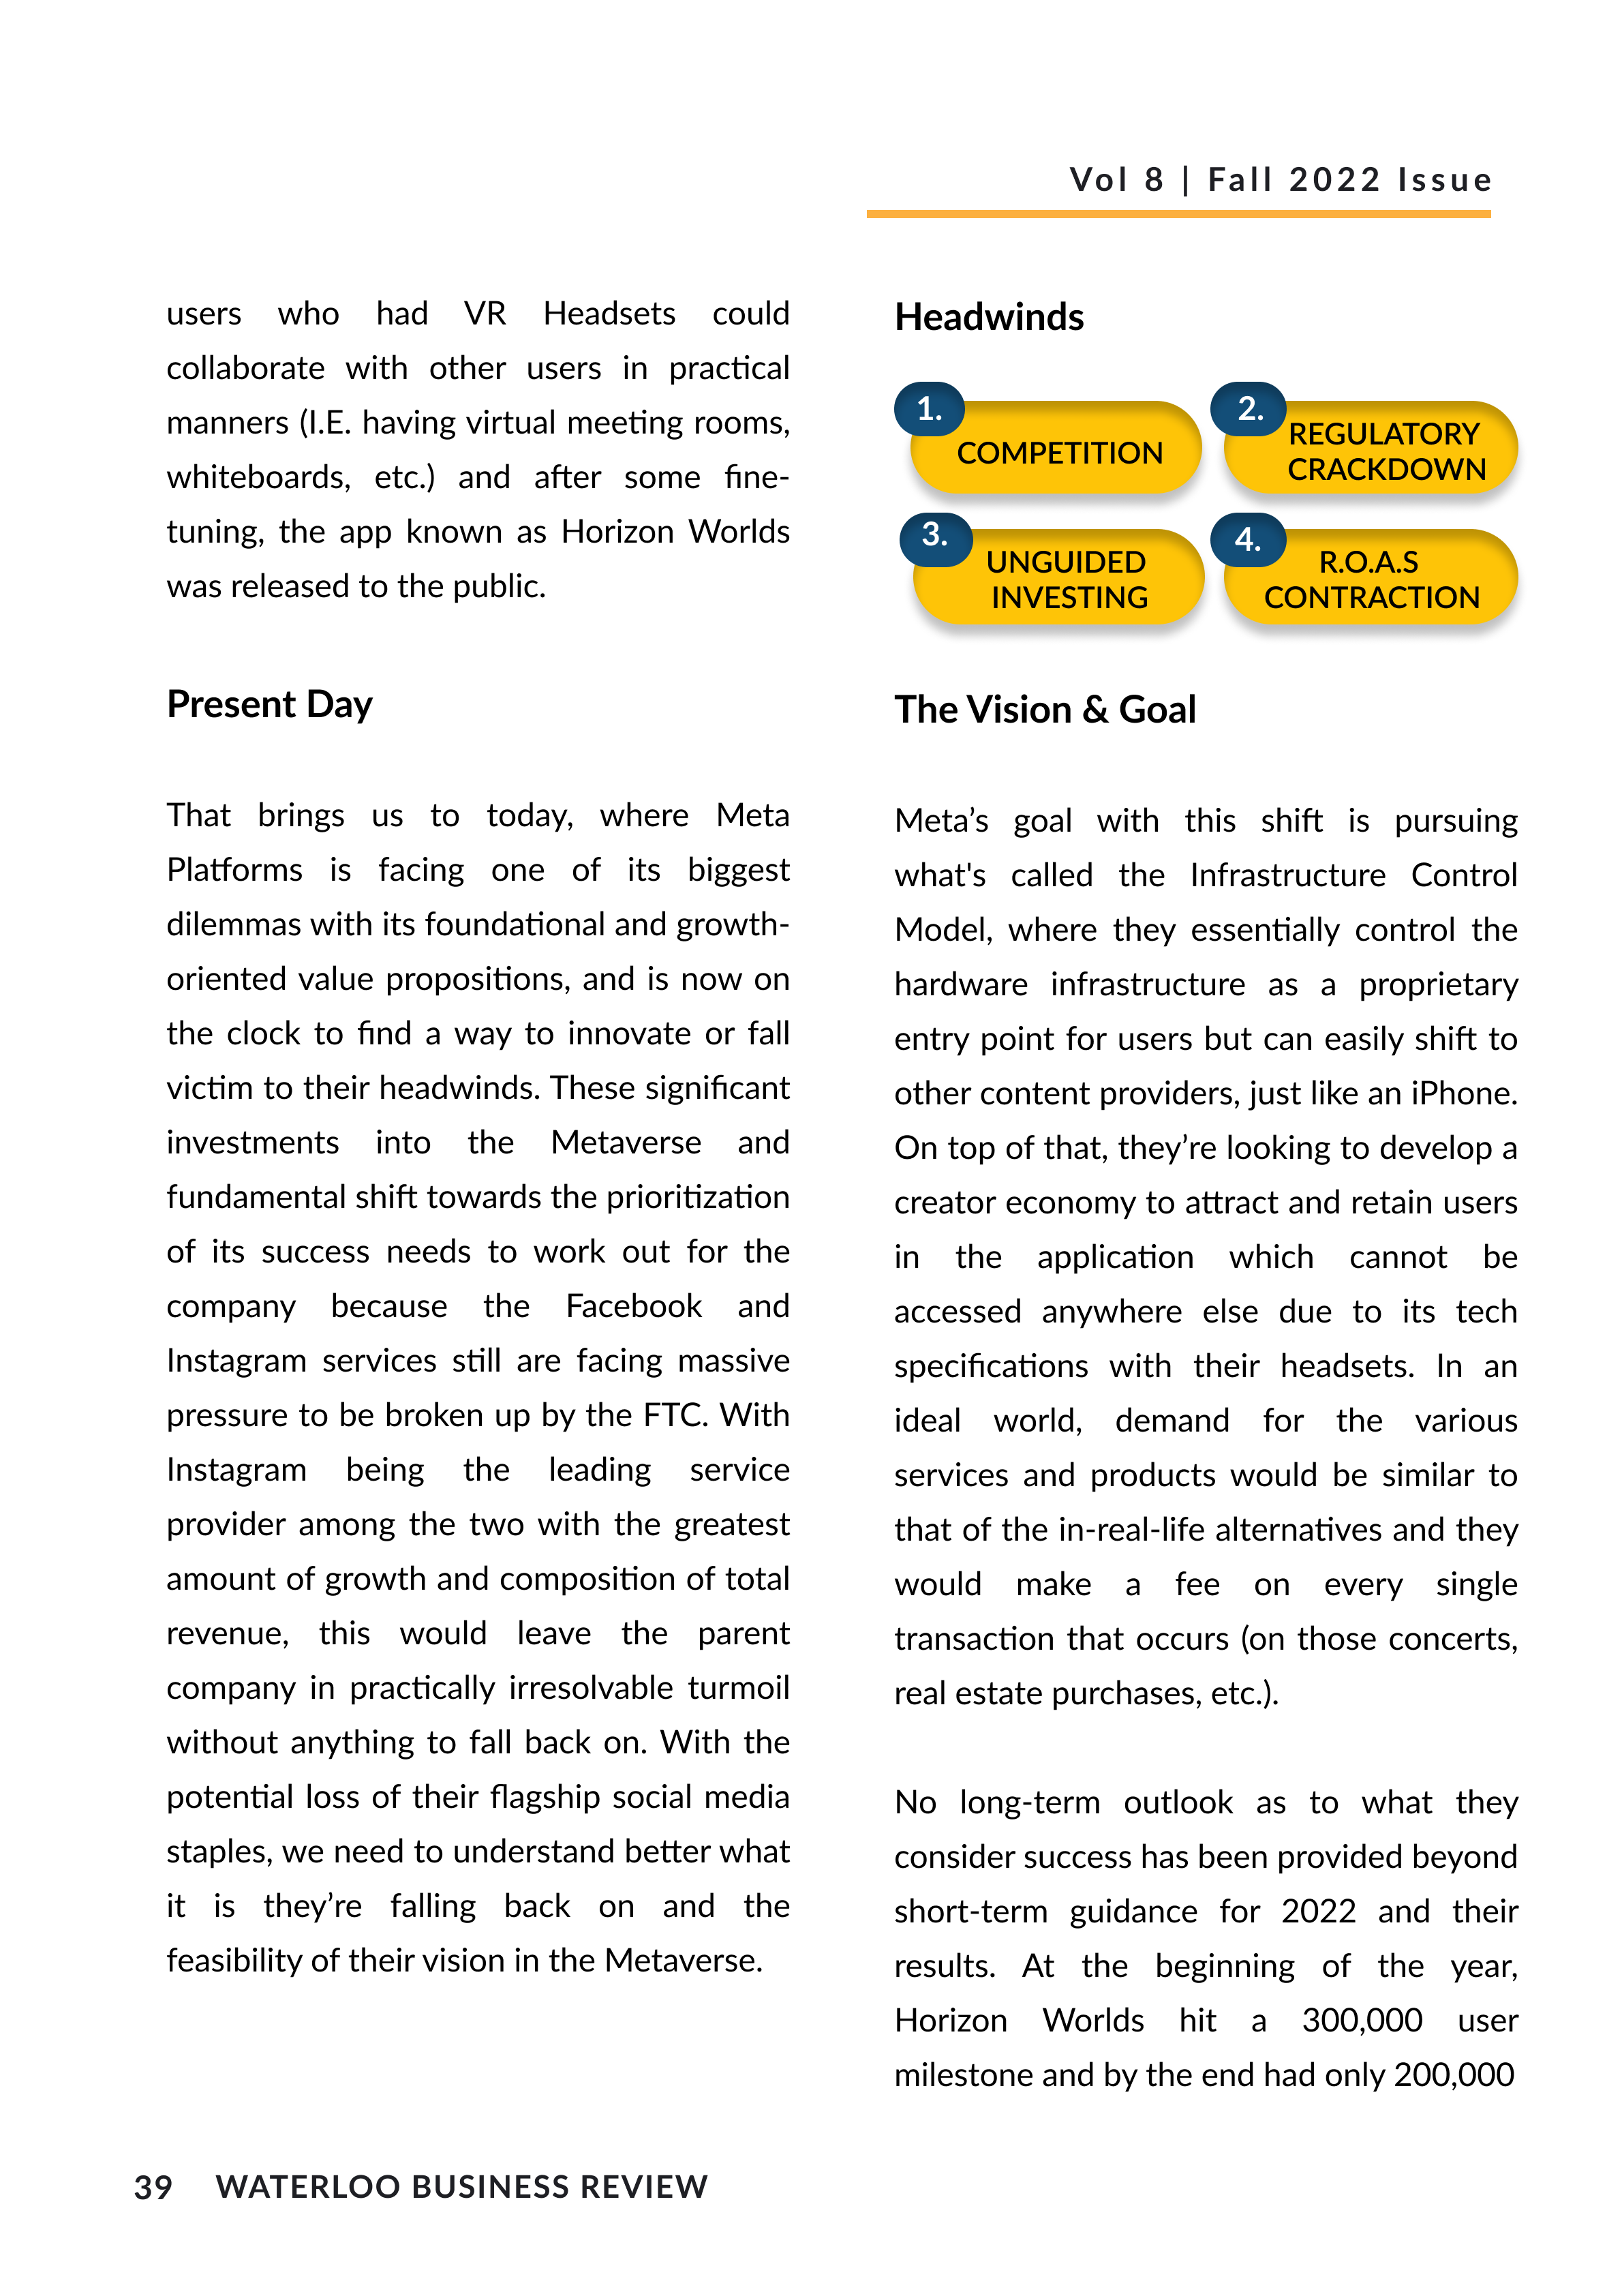 Vol 8 | Fall 2022 Issue
users who had VR Headsets could
collaborate with other users in practical
manners (I.E. having virtual meeting rooms,
whiteboards, etc.) and after some fine-
tuning, the app known as Horizon Worlds
was released to the public.
Present Day
That brings us to today, where Meta
Platforms is facing one of its biggest
dilemmas with its foundational and growth-
oriented value propositions, and is now on
the clock to find a way to innovate or fall
victim to their headwinds. These significant
investments into the Metaverse and
fundamental shift towards the prioritization
of its success needs to work out for the
company because the Facebook and
Instagram services still are facing massive
pressure to be broken up by the FTC. With
Instagram being the leading service
provider among the two with the greatest
amount of growth and composition of total
revenue, this would leave the parent
company in practically irresolvable turmoil
without anything to fall back on. With the
potential loss of their flagship social media
staples, we need to understand better what
it is they’re falling back on and the
feasibility of their vision in the Metaverse.
Headwinds
1.
COMPETITION
2.
REGULATORY
CRACKDOWN
3.
UNGUIDED
INVESTING
4.
R.O.A.S
CONTRACTION
The Vision & Goal
Meta’s goal with this shift is pursuing
what's called the Infrastructure Control
Model, where they essentially control the
hardware infrastructure as a proprietary
entry point for users but can easily shift to
other content providers, just like an iPhone.
On top of that, they’re looking to develop a
creator economy to attract and retain users
in the application which cannot be
accessed anywhere else due to its tech
specifications with their headsets. In an
ideal world, demand for the various
services and products would be similar to
that of the in-real-life alternatives and they
would make a fee on every single
transaction that occurs (on those concerts,
real estate purchases, etc.).
No long-term outlook as to what they
consider success has been provided beyond
short-term guidance for 2022 and their
results. At the beginning of the year,
Horizon Worlds hit a 300,000 user
milestone and by the end had only 200,000
39 WATERLOO BUSINESS REVIEW